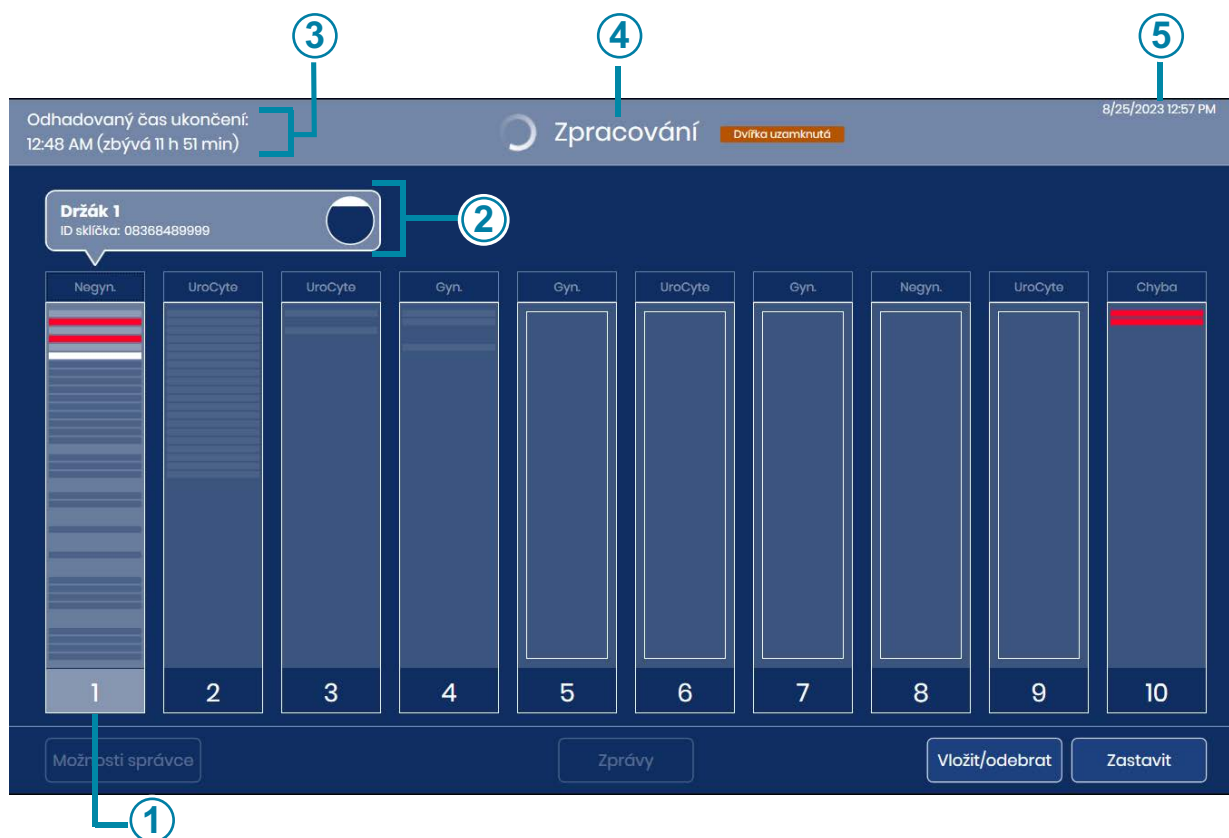 3
4
5
Odhadovaný čas ukončení:
12:48 AM (zbývá 11 h 51 min)
Zpracování
Dvířka uzamknutá
8/25/2023 12:57 PM
Držák 1
ID sklíčka: 08368489999
2
Negyn.
UroCyte
UroCyte
Gyn.
Gyn.
UroCyte
Gyn.
Negyn.
UroCyte
Chyba
1
2
3
4
5
6
7
8
9
10
Možnosti správce
Zprávy
Vložit/odebrat
Zastavit
1